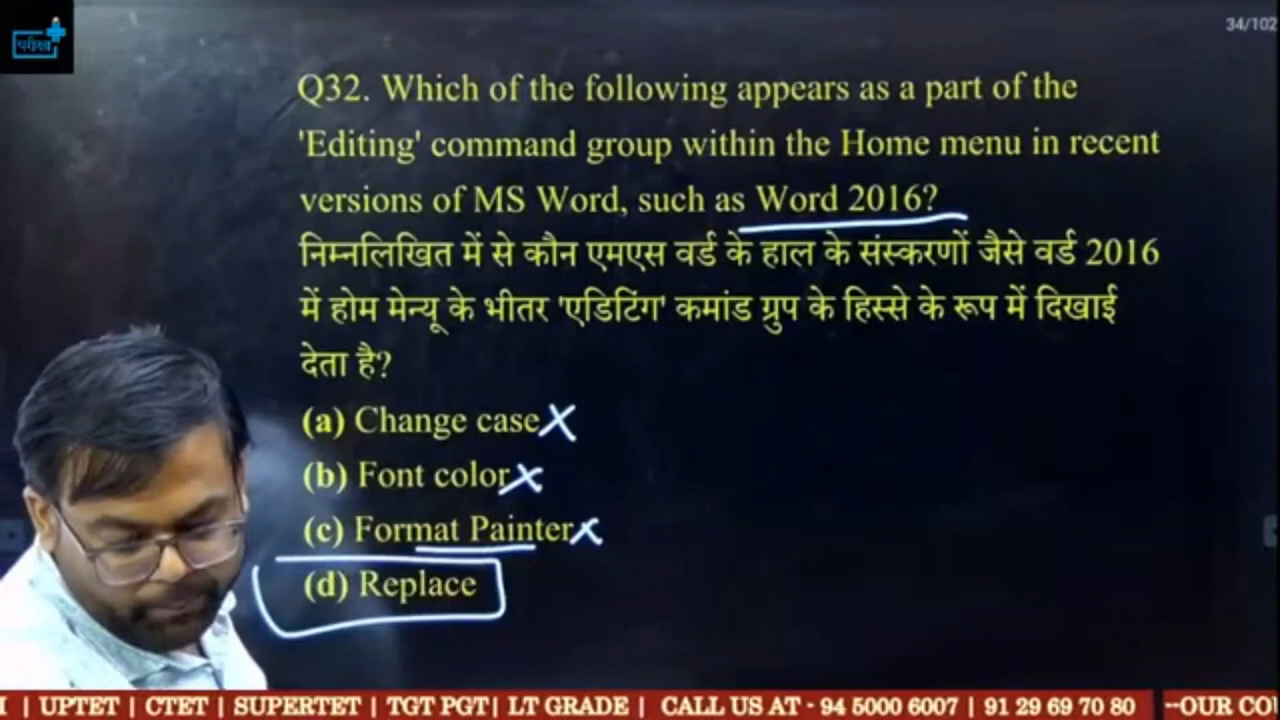 परीक्षा
34/102
Q32. Which of the following appears as a part of the
'Editing' command group within the Home menu in recent
versions of MS Word, such as Word 2016?
निम्नलिखित में से कौन एमएस वर्ड के हाल के संस्करणों जैसे वर्ड 2016
में होम मेन्यू के भीतर 'एडिटिंग' कमांड ग्रुप के हिस्से के रूप में दिखाई
देता है?
(a) Change case
(b) Font color
(c) Format Painter
(d) Replace
| UPTET | CTET | SUPERTET | TGT PGT | LT GRADE | CALL US AT - 94 5000 6007 | 91 29 69 70 80 --OUR